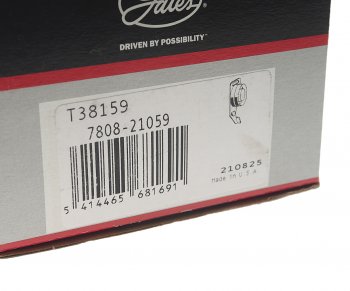 Gates
DRIVEN BY POSSIBILITY™
T38159
7808-21059
210825
Made In U.S.A.
5 414465 681691